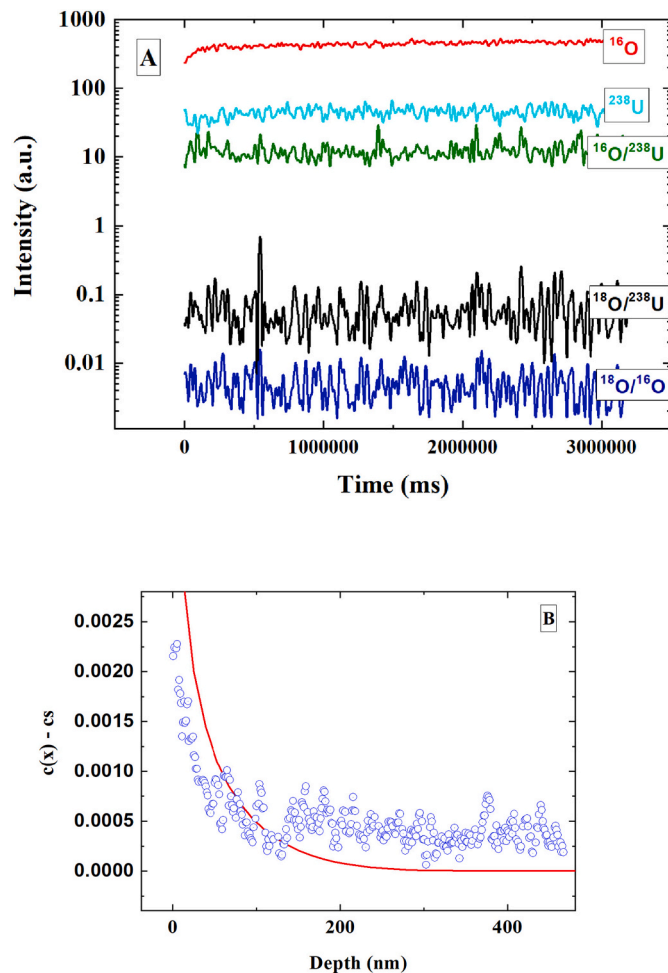 1000
100
10
1
0.1
0.01
Intensity (a.u.)
A
¹⁶O
²³⁸U
¹⁶O/²³⁸U
¹⁸O/²³⁸U
¹⁸O/¹⁶O
0 1000000 2000000 3000000
Time (ms)
B
0.0025
0.0020
0.0015
0.0010
0.0005
0.0000
c(x) - cs
0 200 400
Depth (nm)